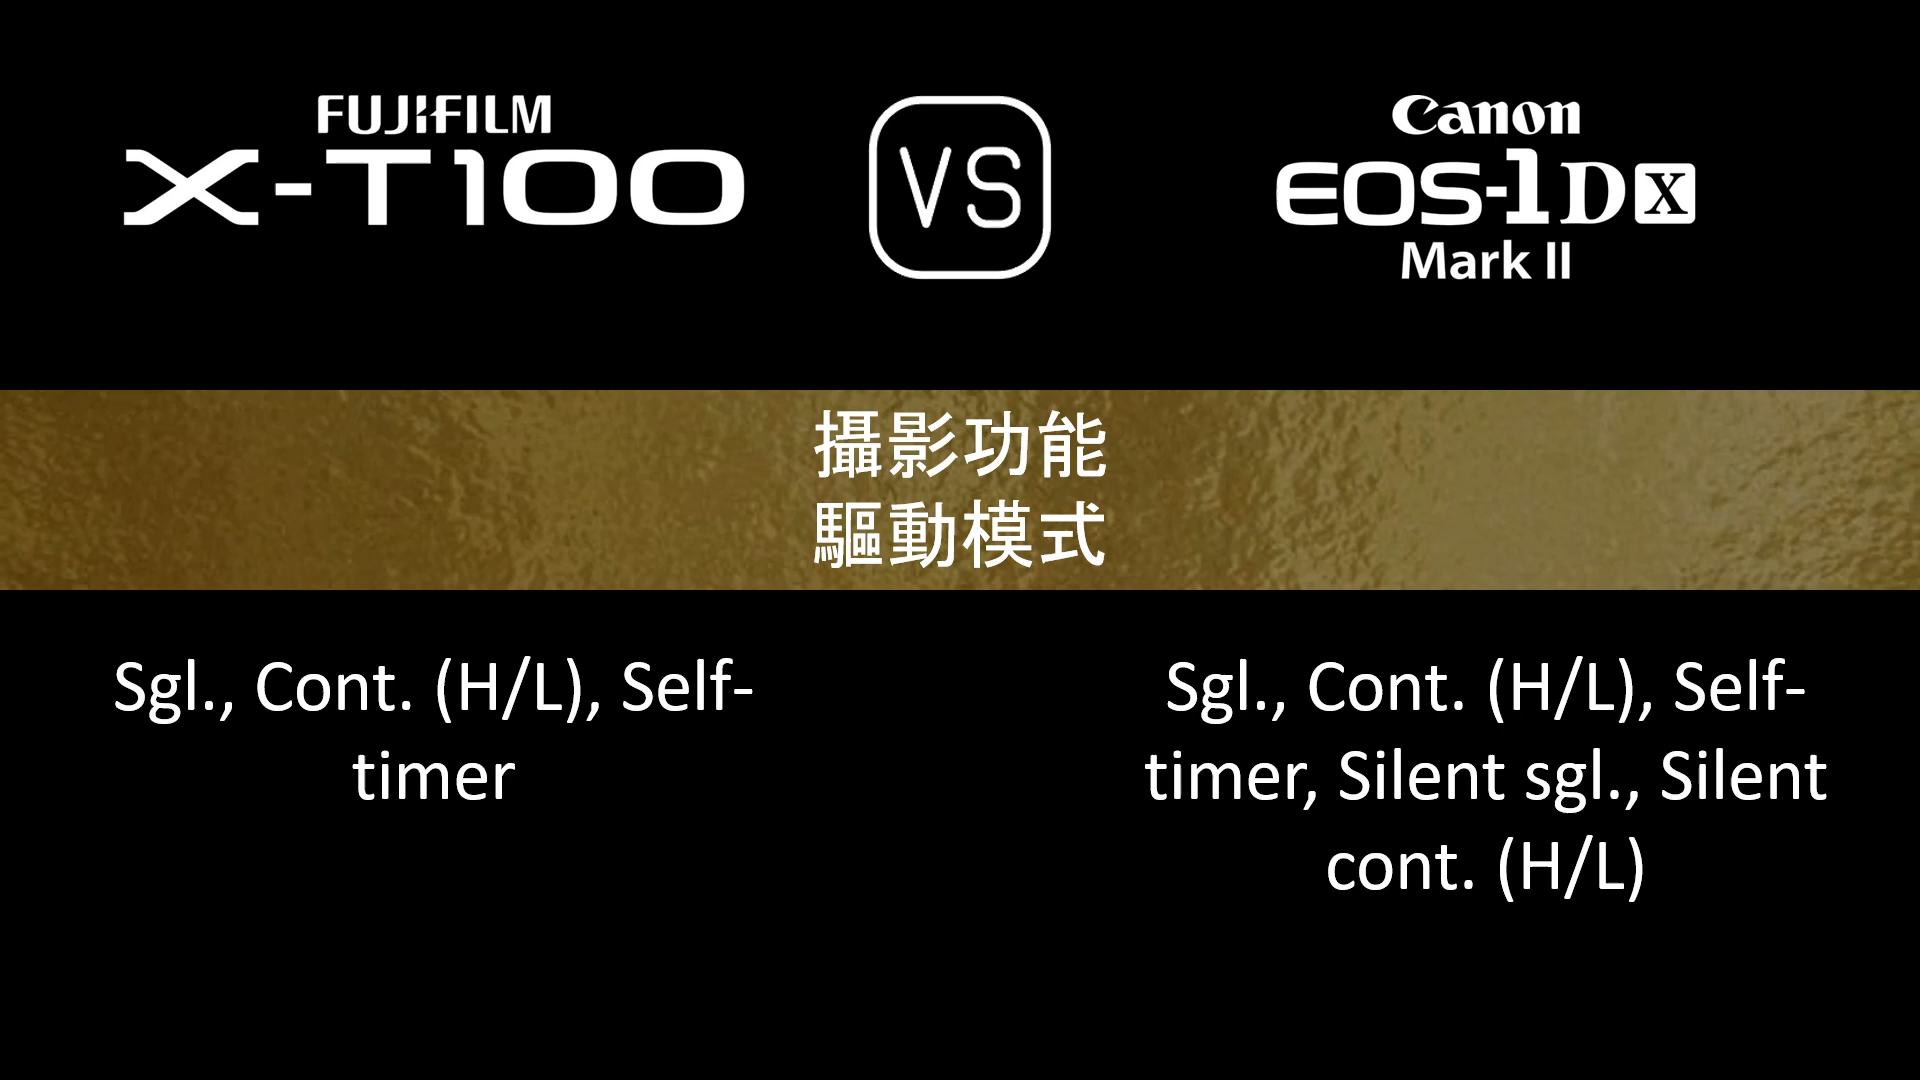 FUJIFILM
X-T100
VS
Canon
EOS-1 D X
Mark II
攝影功能
驅動模式
Sgl., Cont. (H/L), Self-
timer
Sgl., Cont. (H/L), Self-
timer, Silent sgl., Silent
cont. (H/L)